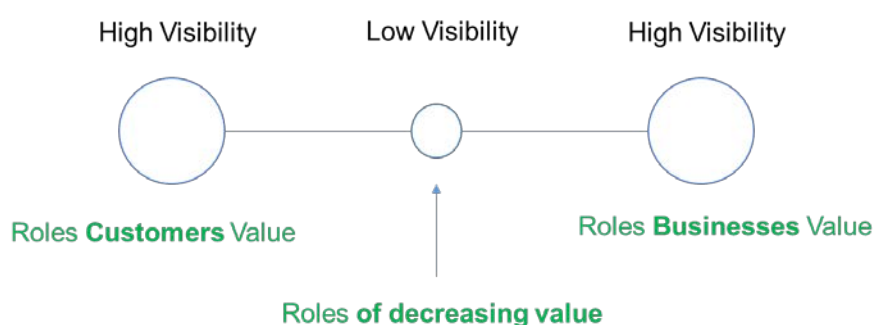 High Visibility
Low Visibility
High Visibility
Roles Customers Value
Roles Businesses Value
Roles of decreasing value